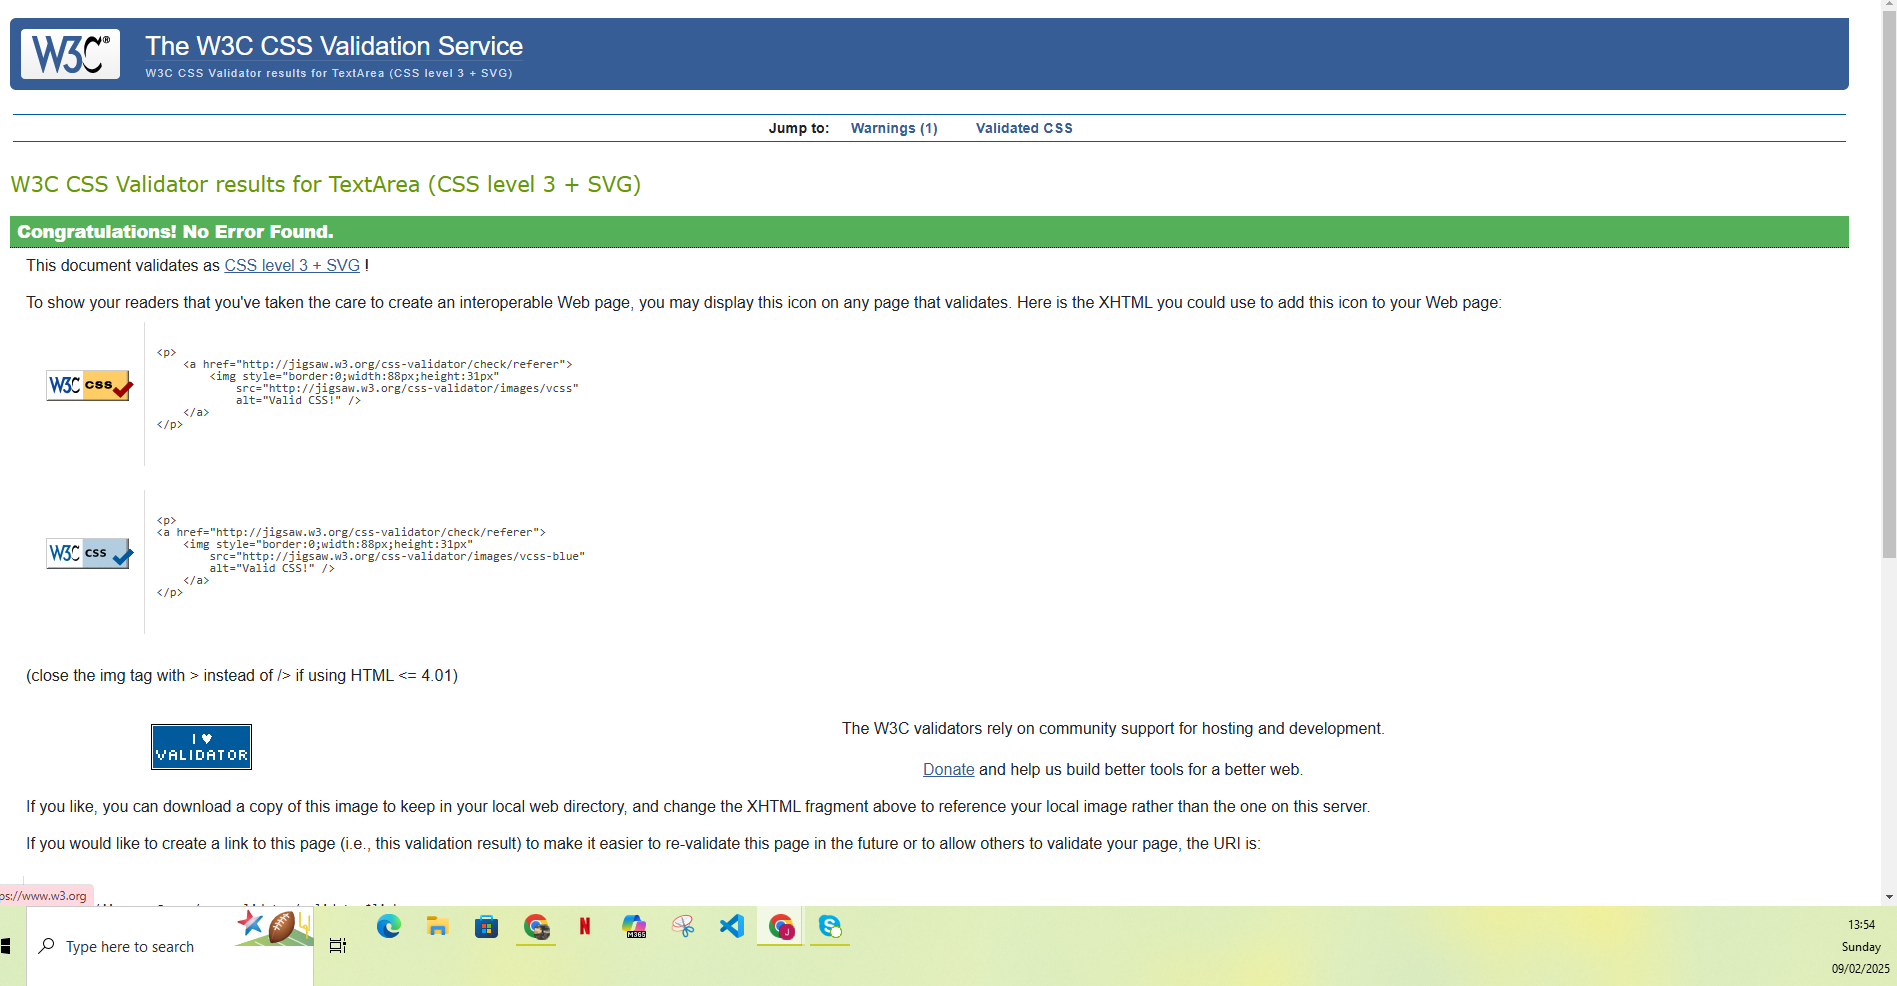 W3C®
The W3C CSS Validation Service
W3C CSS Validator results for TextArea (CSS level 3 + SVG)
Jump to: Warnings (1) Validated CSS
W3C CSS Validator results for TextArea (CSS level 3 + SVG)
Congratulations! No Error Found.
This document validates as CSS level 3 + SVG !
To show your readers that you've taken the care to create an interoperable Web page, you may display this icon on any page that validates. Here is the XHTML you could use to add this icon to your Web page:
W3C css
<p>
    <a href="http://jigsaw.w3.org/css-validator/check/referer">
        <img style="border:0;width:88px;height:31px"
            src="http://jigsaw.w3.org/css-validator/images/vcss"
            alt="Valid CSS!" />
    </a>
</p>
W3C css
<p>
<a href="http://jigsaw.w3.org/css-validator/check/referer">
    <img style="border:0;width:88px;height:31px"
        src="http://jigsaw.w3.org/css-validator/images/vcss-blue"
        alt="Valid CSS!" />
    </a>
</p>
(close the img tag with > instead of /> if using HTML <= 4.01)
I ♥
VALIDATOR
The W3C validators rely on community support for hosting and development.
Donate and help us build better tools for a better web.
If you like, you can download a copy of this image to keep in your local web directory, and change the XHTML fragment above to reference your local image rather than the one on this server.
If you would like to create a link to this page (i.e., this validation result) to make it easier to re-validate this page in the future or to allow others to validate your page, the URI is:
ps://www.w3.org
Type here to search
N
M365
J
S
13:54
Sunday
09/02/2025